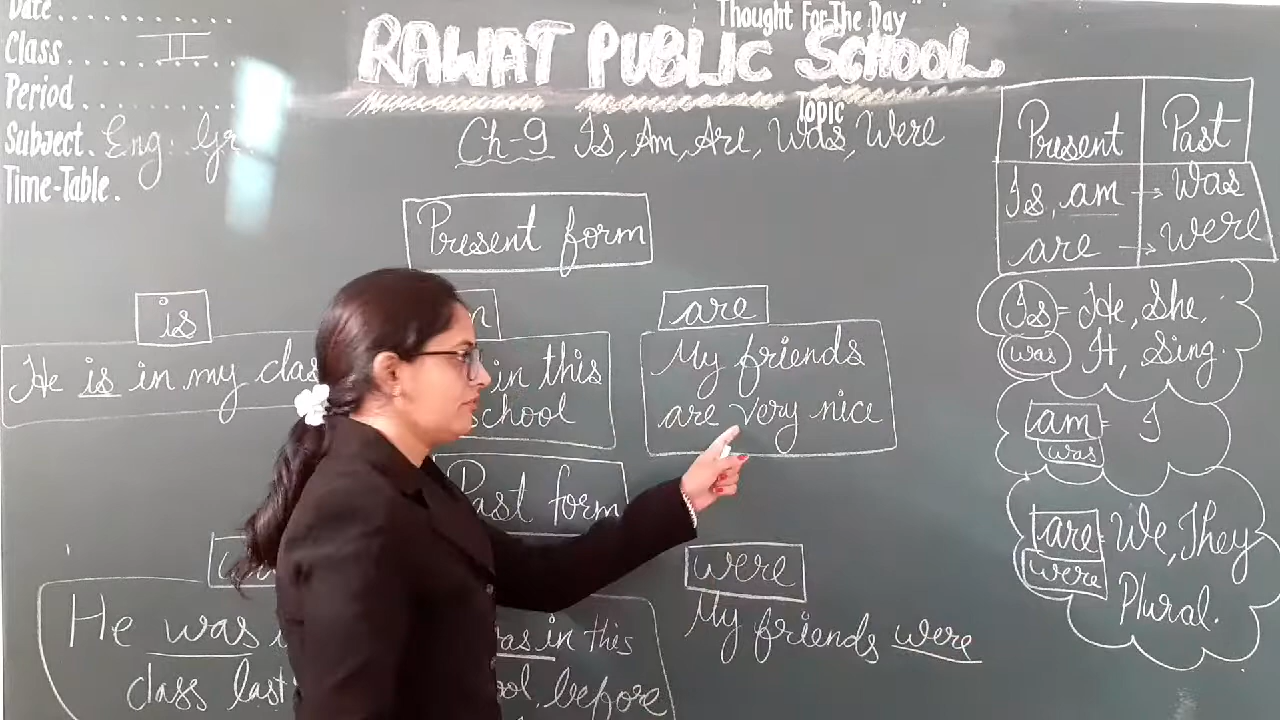 Date
Class II
Period
Subject. Eng. Gr.
Time-Table.
Thought For The Day
RAWAT PUBLIC SCHOOL
Topic
Ch-9 Is, Am, Are, Was, Were
Present form
is
He is in my
in this
school
are
My friends
are very nice
Past form
He was
class last
in this
before
were
My friends were
Present Past
Is, am → Was
are → were
Is = He, She,
was It, Sing.
am = I
was
are = We, They
were Plural.